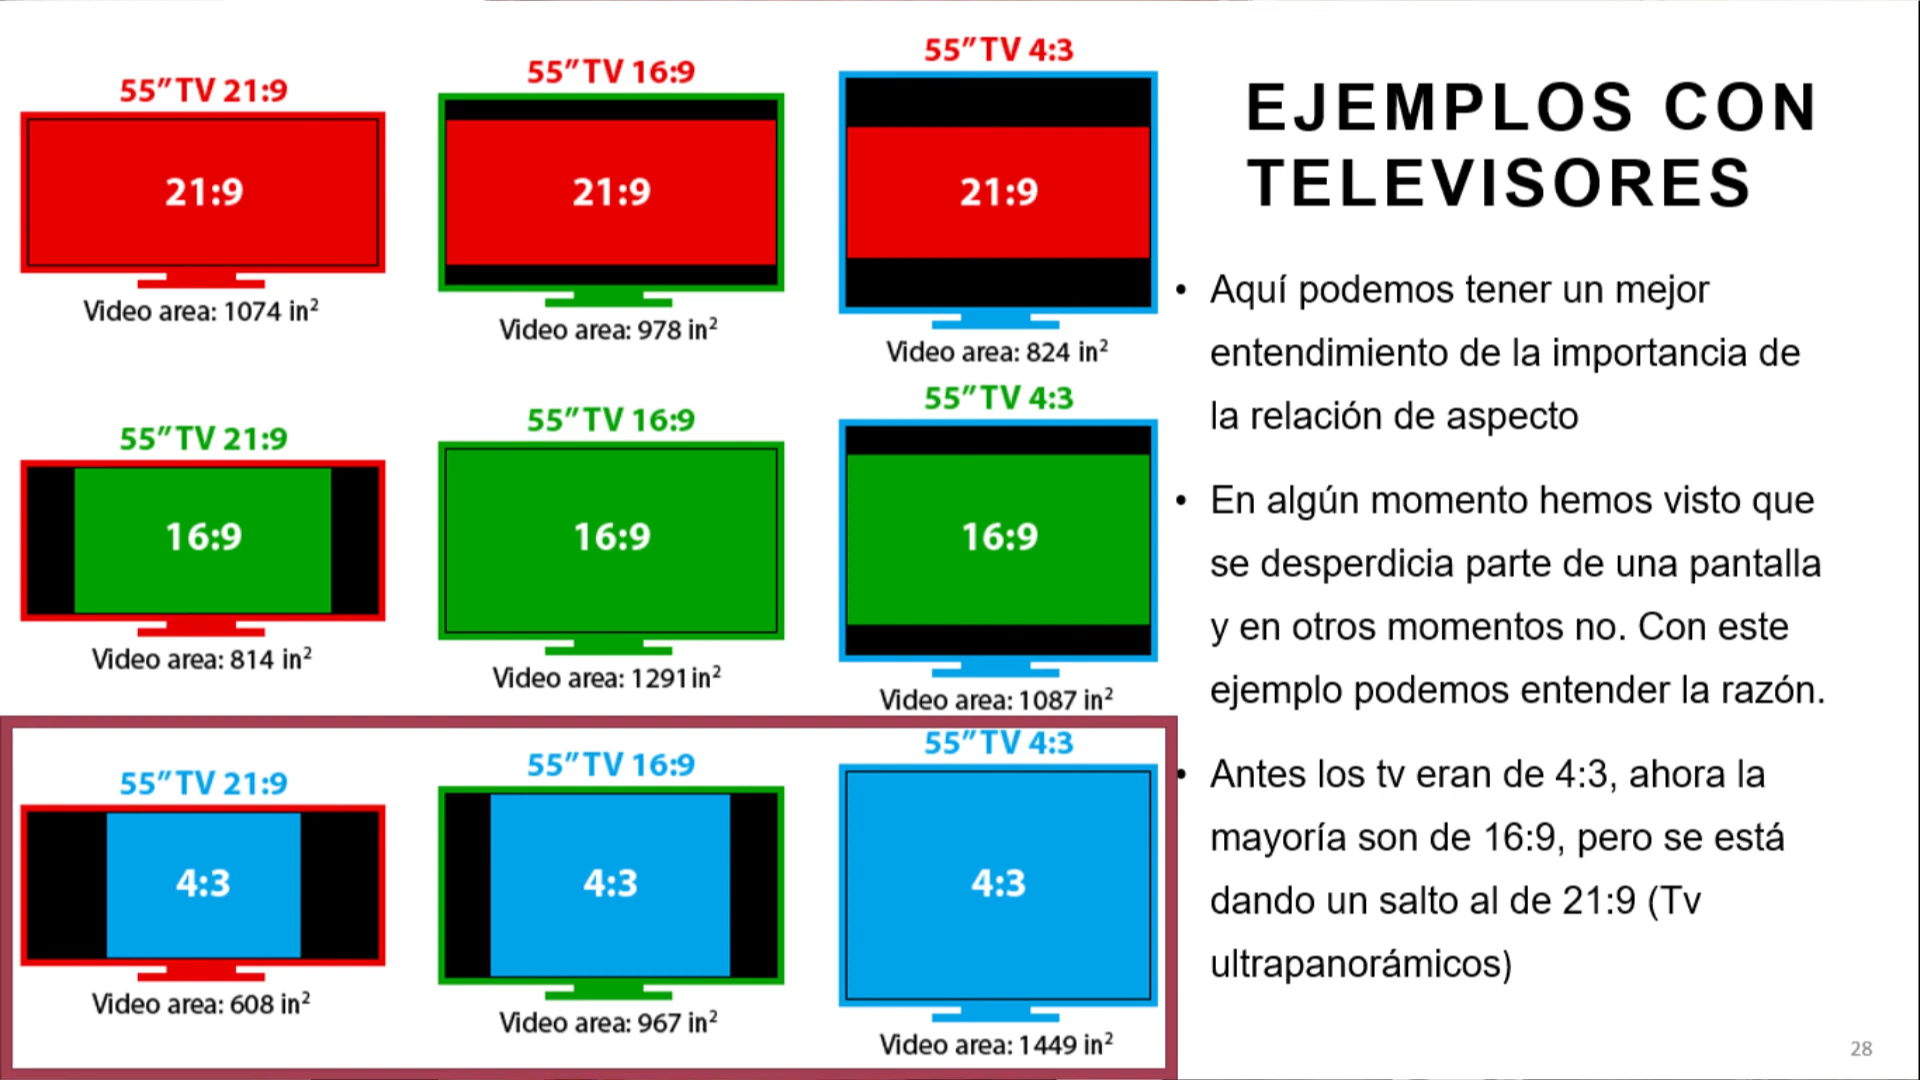 55" TV 21:9
55" TV 16:9
55" TV 4:3
21:9
21:9
21:9
Video area: 1074 in²
Video area: 978 in²
Video area: 824 in²
55" TV 21:9
55" TV 16:9
55" TV 4:3
16:9
16:9
16:9
Video area: 814 in²
Video area: 1291in²
Video area: 1087 in²
55" TV 21:9
55" TV 16:9
55" TV 4:3
4:3
4:3
4:3
Video area: 608 in²
Video area: 967 in²
Video area: 1449 in²
EJEMPLOS CON
TELEVISORES
• Aquí podemos tener un mejor
entendimiento de la importancia de
la relación de aspecto
• En algún momento hemos visto que
se desperdicia parte de una pantalla
y en otros momentos no. Con este
ejemplo podemos entender la razón.
• Antes los tv eran de 4:3, ahora la
mayoría son de 16:9, pero se está
dando un salto al de 21:9 (Tv
ultrapanorámicos)
28